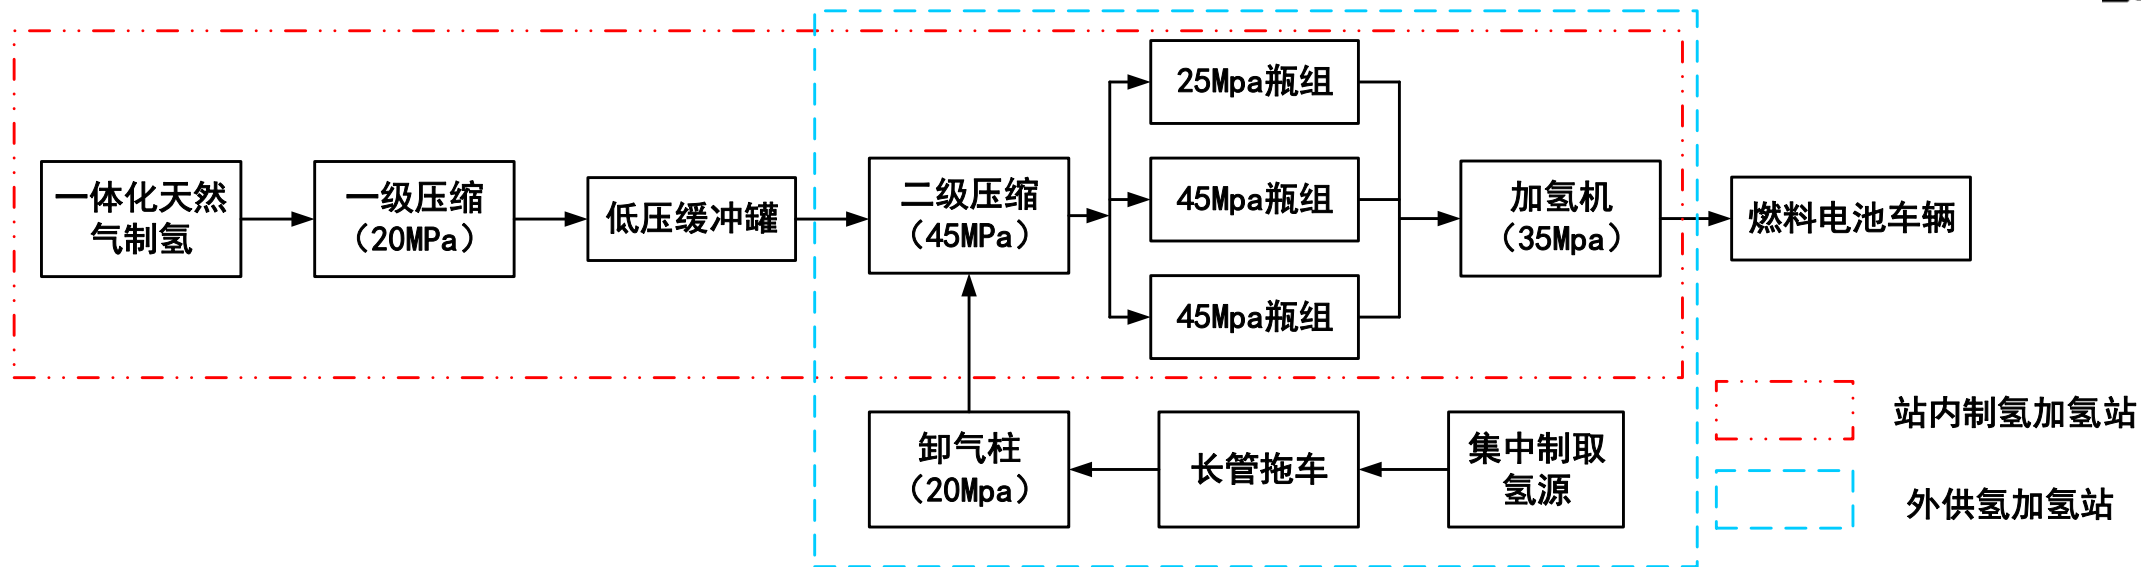 一体化天然
气制氢
一级压缩
（20MPa）
低压缓冲罐
二级压缩
（45MPa）
25Mpa瓶组
45Mpa瓶组
45Mpa瓶组
加氢机
（35Mpa）
燃料电池车辆
卸气柱
（20Mpa）
长管拖车
集中制取
氢源
站内制氢加氢站
外供氢加氢站